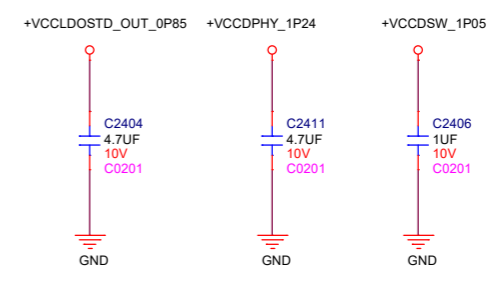 +VCCLDOSTD_OUT_0P85 +VCCDPHY_1P24 +VCCDSW_1P05
C2404 C2411 C2406
4.7UF 4.7UF 1UF
10V 10V 10V
C0201 C0201 C0201
GND GND GND